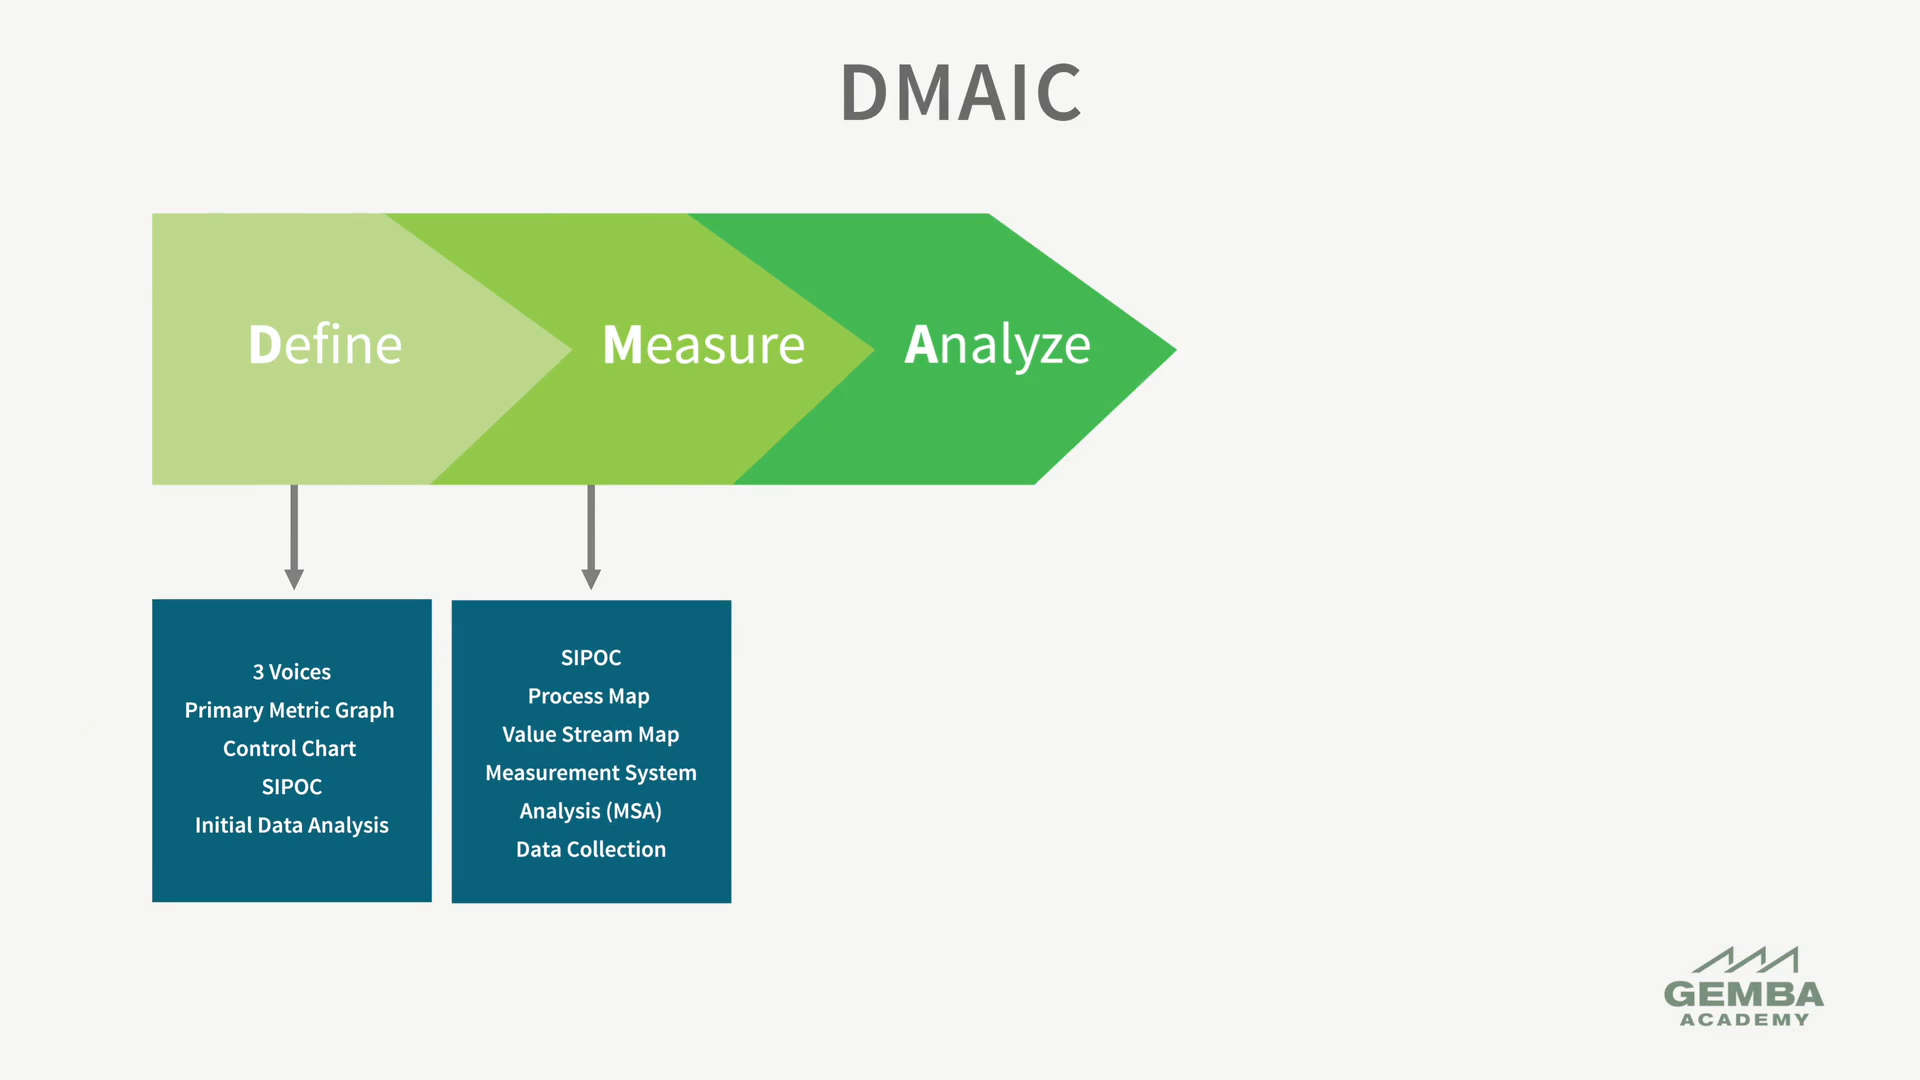 DMAIC
Define
Measure
Analyze
3 Voices
Primary Metric Graph
Control Chart
SIPOC
Initial Data Analysis
SIPOC
Process Map
Value Stream Map
Measurement System
Analysis (MSA)
Data Collection
GEMBA
ACADEMY